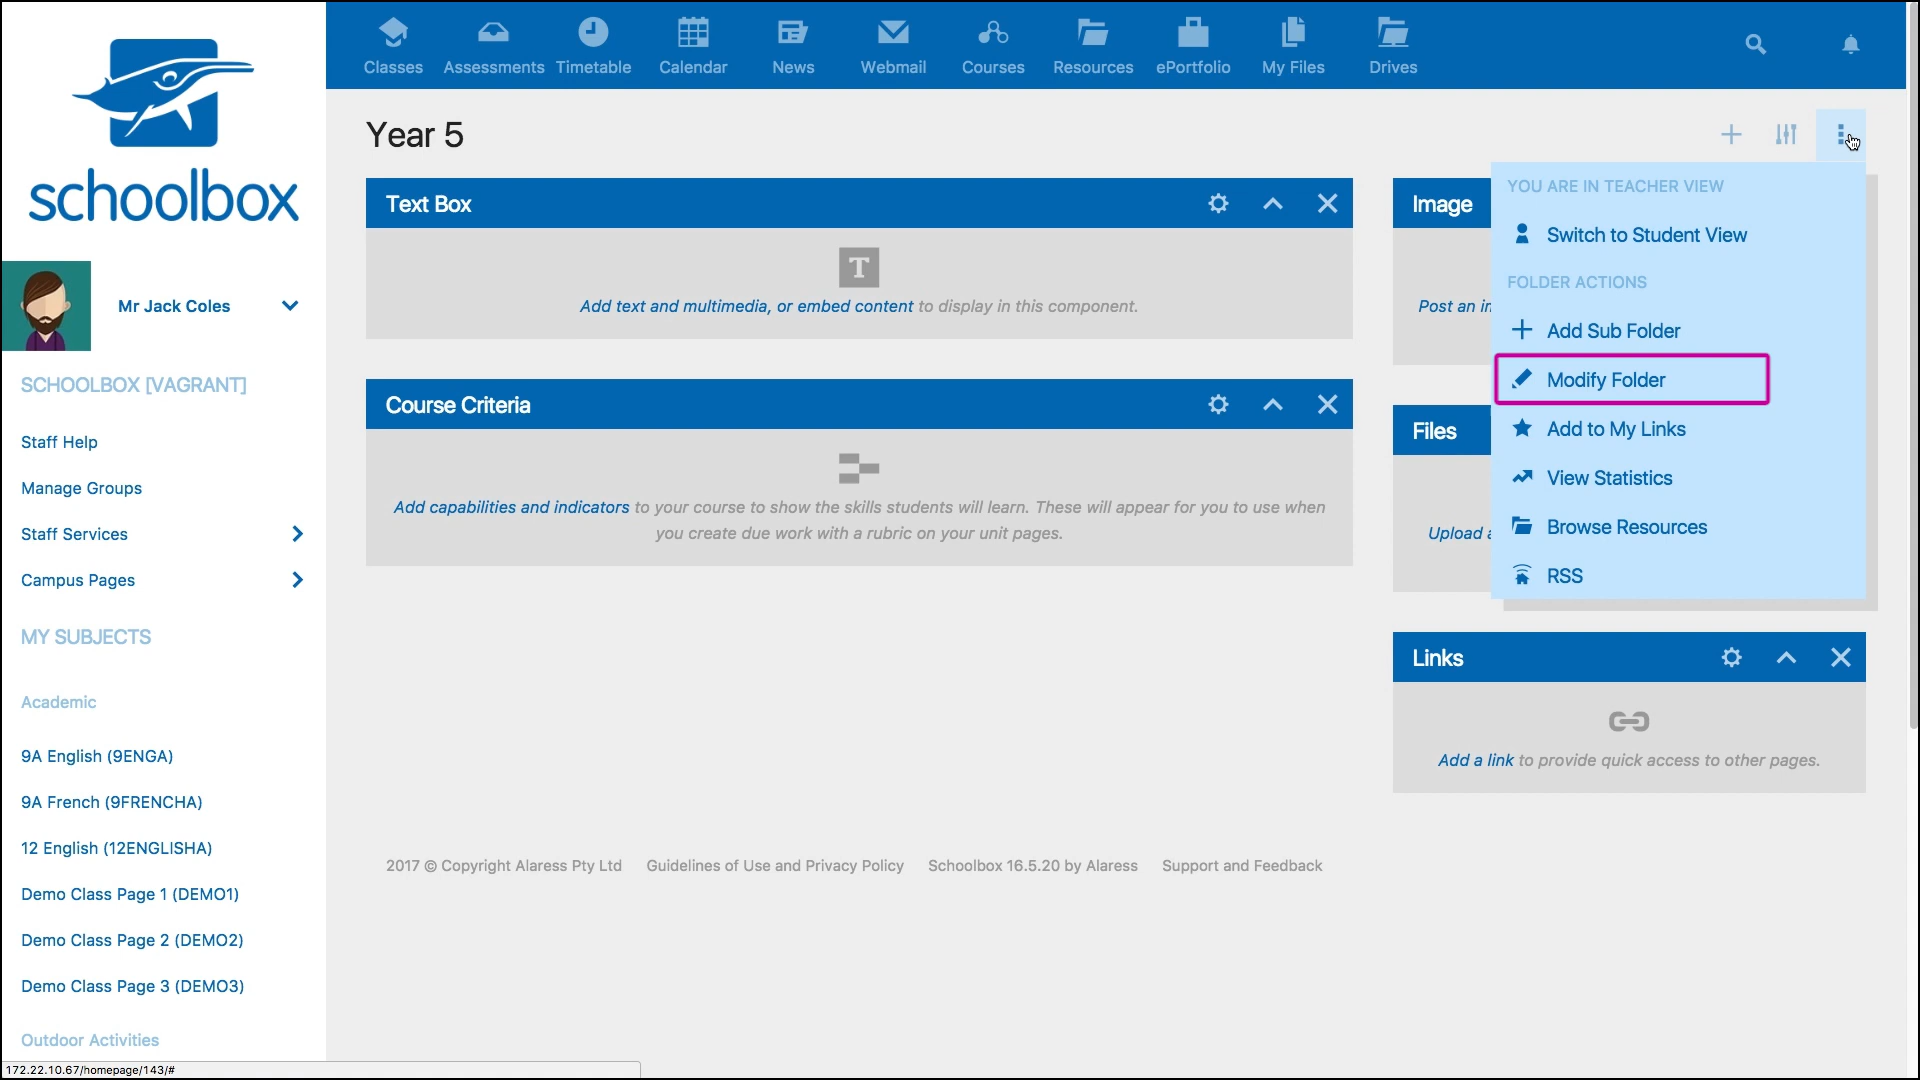 Classes
Assessments
Timetable
Calendar
News
Webmail
Courses
Resources
ePortfolio
My Files
Drives
schoolbox
Mr Jack Coles
SCHOOLBOX [VAGRANT]
Staff Help
Manage Groups
Staff Services
Campus Pages
MY SUBJECTS
Academic
9A English (9ENGA)
9A French (9FRENCHA)
12 English (12ENGLISHA)
Demo Class Page 1 (DEMO1)
Demo Class Page 2 (DEMO2)
Demo Class Page 3 (DEMO3)
Outdoor Activities
172.22.10.67/homepage/143/#
Year 5
Text Box
T
Add text and multimedia, or embed content to display in this component.
Course Criteria
Add capabilities and indicators to your course to show the skills students will learn. These will appear for you to use when
you create due work with a rubric on your unit pages.
Image
Post an
Files
Upload
YOU ARE IN TEACHER VIEW
Switch to Student View
FOLDER ACTIONS
Add Sub Folder
Modify Folder
Add to My Links
View Statistics
Browse Resources
RSS
Links
Add a link to provide quick access to other pages.
2017 © Copyright Alaress Pty Ltd
Guidelines of Use and Privacy Policy
Schoolbox 16.5.20 by Alaress
Support and Feedback